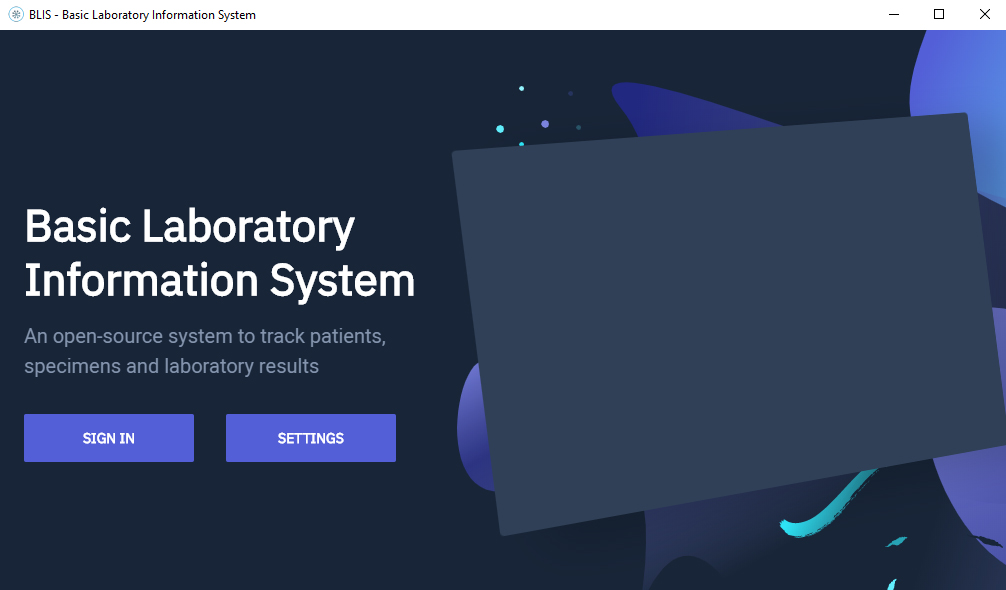 BLIS - Basic Laboratory Information System
Basic Laboratory
Information System
An open-source system to track patients,
specimens and laboratory results
SIGN IN
SETTINGS